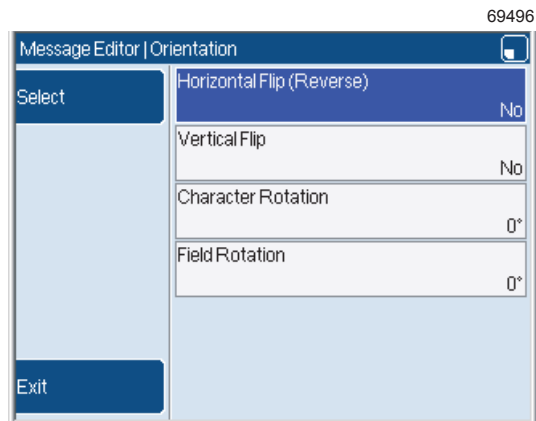 69496
Message Editor | Orientation
Select
Horizontal Flip (Reverse)
No
Vertical Flip
No
Character Rotation
0°
Field Rotation
0°
Exit